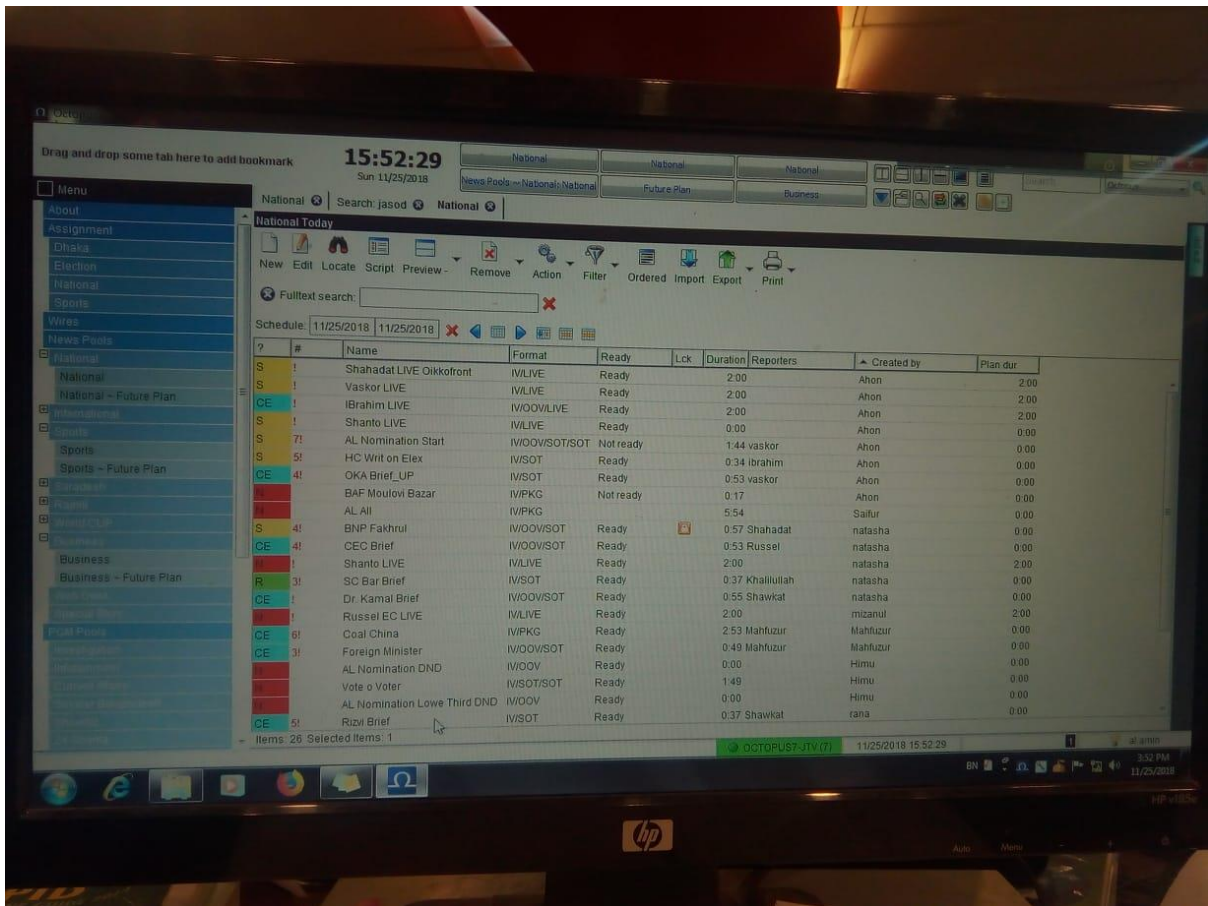 Octop
Drag and drop some tab here to add bookmark
15:52:29
Sun 11/25/2018
National
National
National
News Pools ~ National: National
Future Plan
Business
Menu
National
Search: jasod
National
National Today
New Edit Locate Script Preview - Remove Action Filter Ordered Import Export Print
Fulltext search:
Schedule: 11/25/2018 11/25/2018
About
Assignment
Dhaka
Election
National
Sports
Wires
News Pools
National
National
National ~ Future Plan
International
Sports
Sports
Sports ~ Future Plan
Business
Business
Business ~ Future Plan
PGM Pools
? # Name Format Ready Lck Duration Reporters Created by Plan dur
S ! Shahadat LIVE Oikkofront IV/LIVE Ready 2:00 Ahon 2:00
S ! Vaskor LIVE IV/LIVE Ready 2:00 Ahon 2:00
CE ! IBrahim LIVE IV/OOV/LIVE Ready 2:00 Ahon 2:00
S ! Shanto LIVE IV/LIVE Ready 0:00 Ahon 0:00
S 7! AL Nomination Start IV/OOV/SOT/SOT Not ready 1:44 vaskor Ahon 0:00
S 5! HC Writ on Elex IV/SOT Ready 0:34 ibrahim Ahon 0:00
CE 4! OKA Brief_UP IV/SOT Ready 0:53 vaskor Ahon 0:00
N BAF Moulovi Bazar IV/PKG Not ready 0:17 Ahon 0:00
N AL All IV/PKG 5:54 Saifur 0:00
S 4! BNP Fakhrul IV/OOV/SOT Ready 0:57 Shahadat natasha 0:00
CE 4! CEC Brief IV/OOV/SOT Ready 0:53 Russel natasha 0:00
N ! Shanto LIVE IV/LIVE Ready 2:00 natasha 2:00
R 3! SC Bar Brief IV/SOT Ready 0:37 Khalilullah natasha 0:00
CE ! Dr. Kamal Brief IV/OOV/SOT Ready 0:55 Shawkat natasha 0:00
N ! Russel EC LIVE IV/LIVE Ready 2:00 mizanul 2:00
CE 6! Coal China IV/PKG Ready 2:53 Mahfuzur Mahfuzur 0:00
CE 3! Foreign Minister IV/OOV/SOT Ready 0:49 Mahfuzur Mahfuzur 0:00
N AL Nomination DND IV/OOV Ready 0:00 Himu 0:00
N Vote o Voter IV/SOT/SOT Ready 1:49 Himu 0:00
N AL Nomination Lowe Third DND IV/OOV Ready 0:00 Himu 0:00
CE 5! Rizvi Brief IV/SOT Ready 0:37 Shawkat rana 0:00
Items: 26 Selected Items: 1
OCTOPUS7-JTV (7)
11/25/2018 15:52:29
1
al amin
BN
3:52 PM
11/25/2018
hp
Auto Menu - +